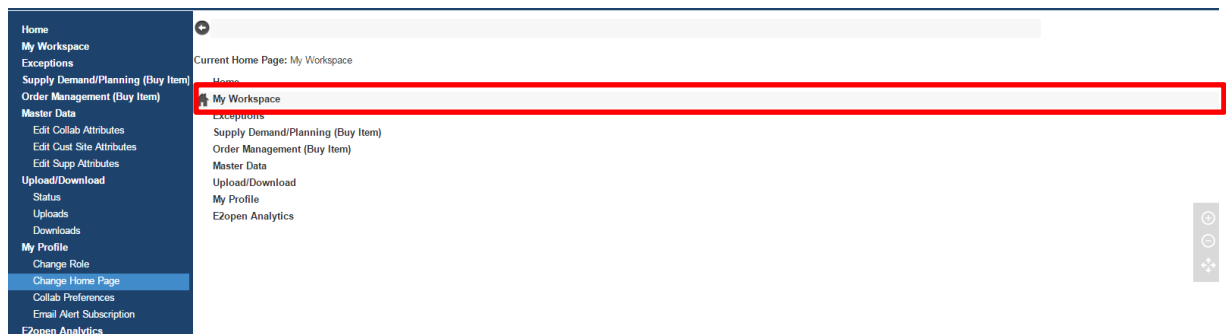 Home
My Workspace
Exceptions
Supply Demand/Planning (Buy Item)
Order Management (Buy Item)
Master Data
Edit Collab Attributes
Edit Cust Site Attributes
Edit Supp Attributes
Upload/Download
Status
Uploads
Downloads
My Profile
Change Role
Change Home Page
Collab Preferences
Email Alert Subscription
E2open Analytics
Current Home Page: My Workspace
Home
My Workspace
Exceptions
Supply Demand/Planning (Buy Item)
Order Management (Buy Item)
Master Data
Upload/Download
My Profile
E2open Analytics